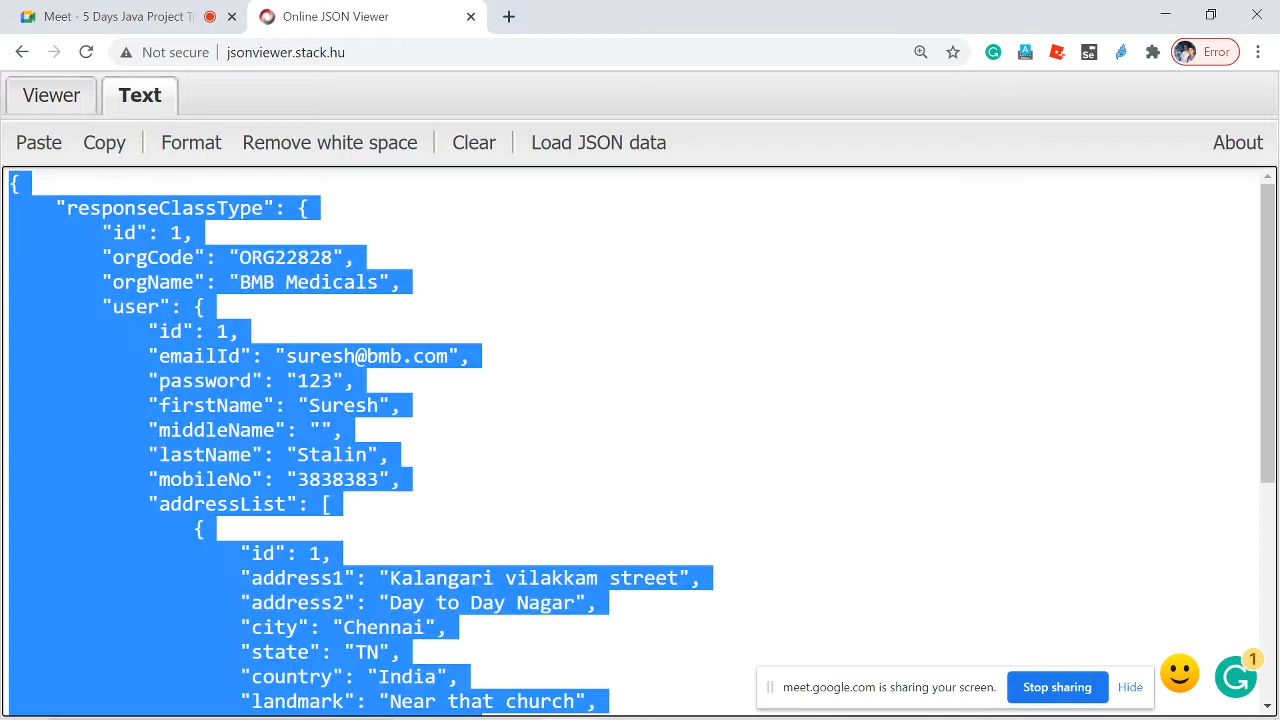 Meet - 5 Days Java Project T
Online JSON Viewer
Not secure
jsonviewer.stack.hu
Se
Error
Viewer
Text
Paste
Copy
Format
Remove white space
Clear
Load JSON data
About
{
"responseClassType": {
"id": 1,
"orgCode": "ORG22828",
"orgName": "BMB Medicals",
"user": {
"id": 1,
"emailId": "suresh@bmb.com",
"password": "123",
"firstName": "Suresh",
"middleName": "",
"lastName": "Stalin",
"mobileNo": "3838383",
"addressList": [
{
"id": 1,
"address1": "Kalangari vilakkam street",
"address2": "Day to Day Nagar",
"city": "Chennai",
"state": "TN",
"country": "India",
"landmark": "Near that church",
meet.google.com is sharing your screen.
Stop sharing
Hide
1